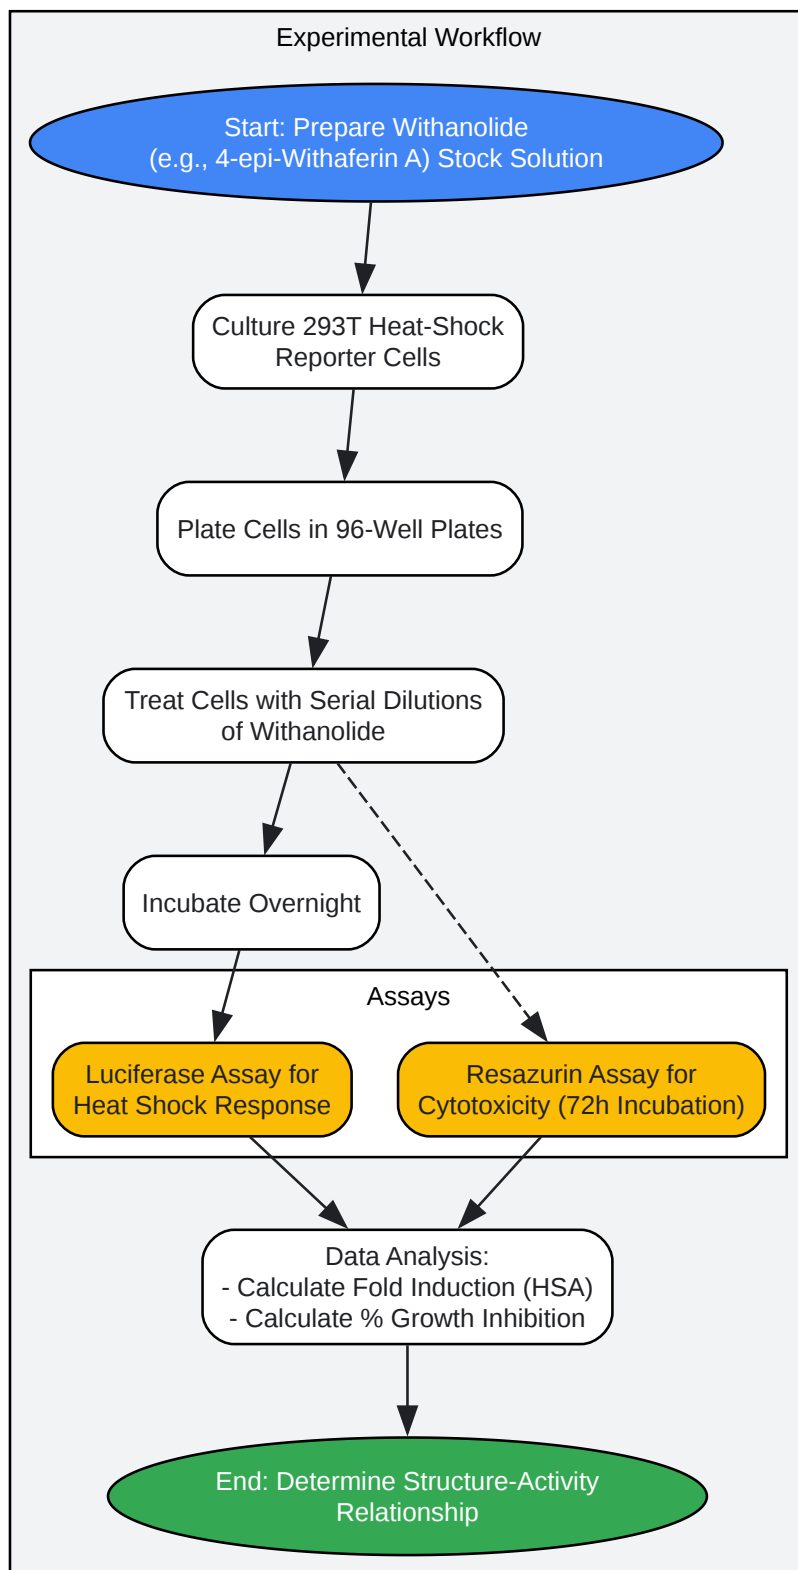 Experimental Workflow
Start: Prepare Withanolide
(e.g., 4-epi-Withaferin A) Stock Solution
Culture 293T Heat-Shock
Reporter Cells
Plate Cells in 96-Well Plates
Treat Cells with Serial Dilutions
of Withanolide
Incubate Overnight
Assays
Luciferase Assay for
Heat Shock Response
Resazurin Assay for
Cytotoxicity (72h Incubation)
Data Analysis:
- Calculate Fold Induction (HSA)
- Calculate % Growth Inhibition
End: Determine Structure-Activity
Relationship